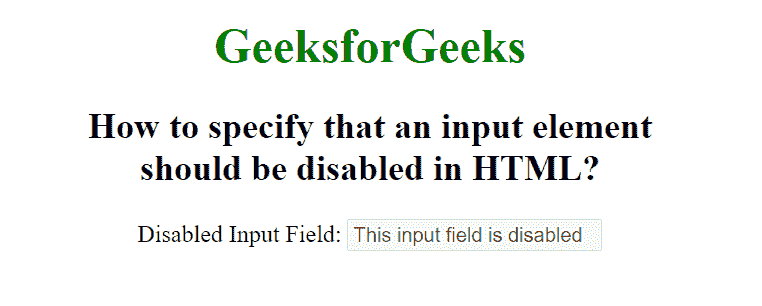 GeeksforGeeks
How to specify that an input element
should be disabled in HTML?
Disabled Input Field: This input field is disabled